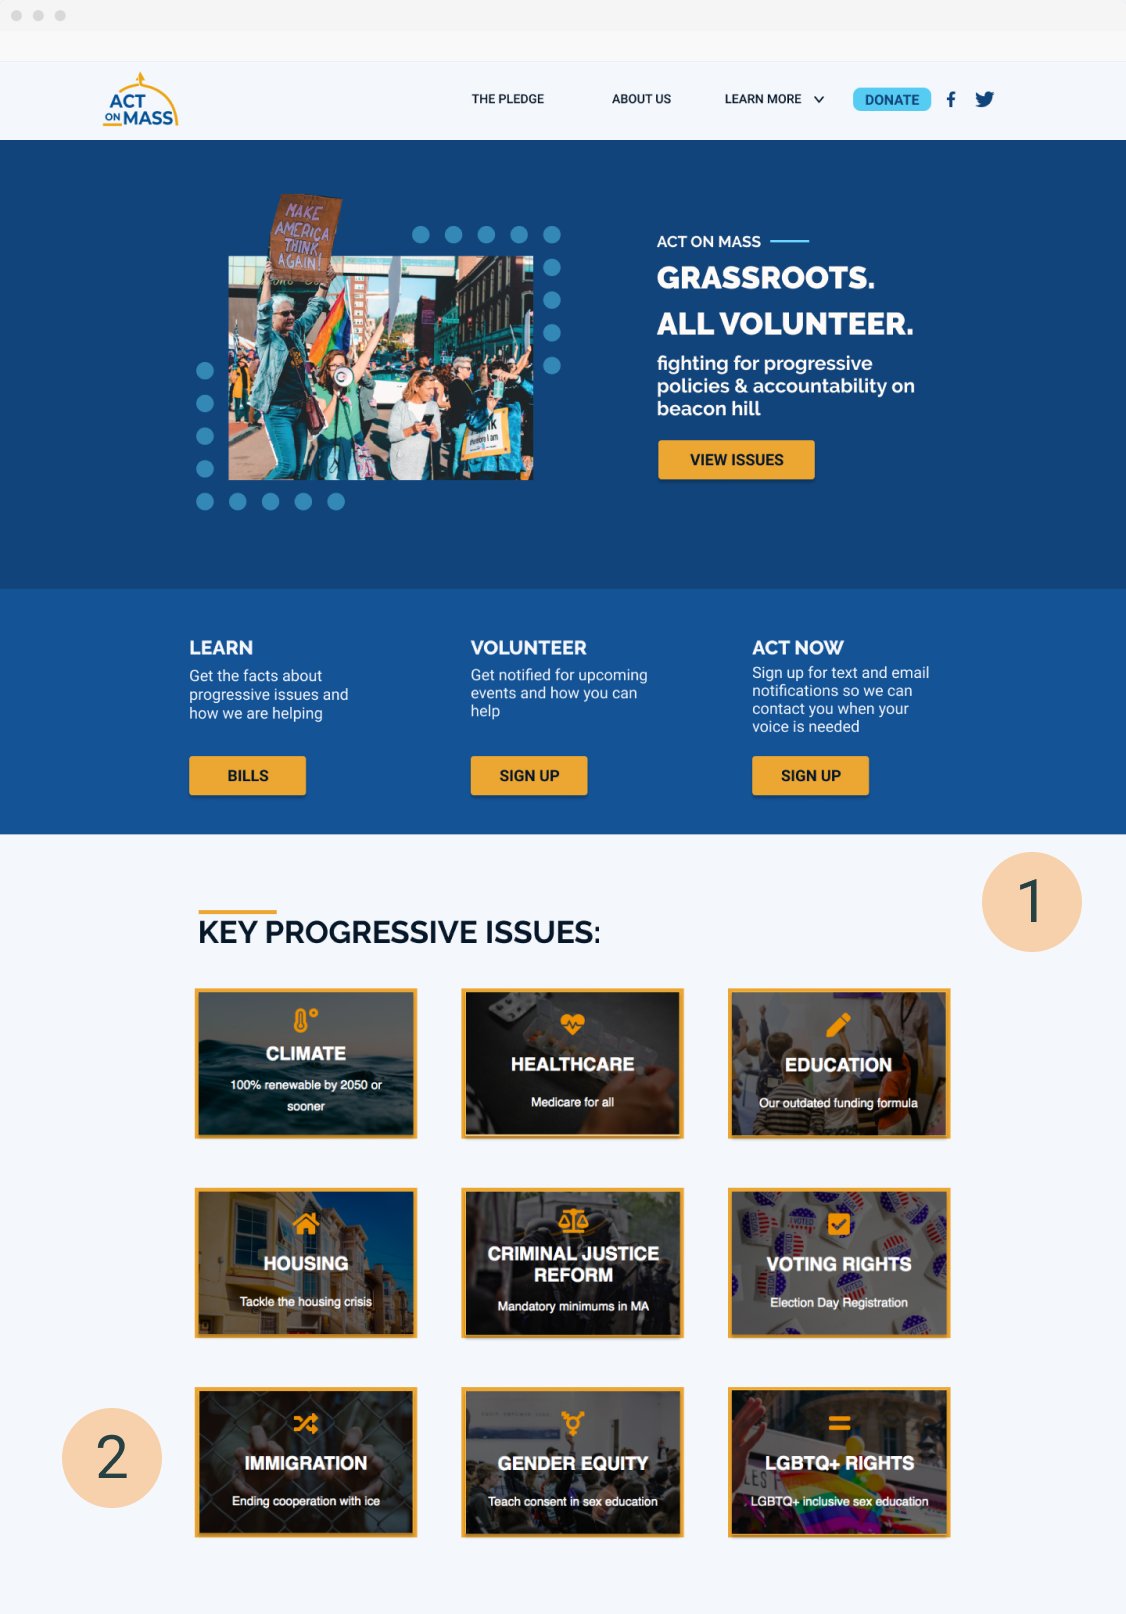 ACT
ON MASS
THE PLEDGE
ABOUT US
LEARN MORE
DONATE
MAKE
AMERICA
THINK
AGAIN!
ACT ON MASS
GRASSROOTS.
ALL VOLUNTEER.
fighting for progressive
policies & accountability on
beacon hill
VIEW ISSUES
LEARN
Get the facts about
progressive issues and
how we are helping
BILLS
VOLUNTEER
Get notified for upcoming
events and how you can
help
SIGN UP
ACT NOW
Sign up for text and email
notifications so we can
contact you when your
voice is needed
SIGN UP
1
KEY PROGRESSIVE ISSUES:
CLIMATE
100% renewable by 2050 or
sooner
HEALTHCARE
Medicare for all
EDUCATION
Our outdated funding formula
HOUSING
Tackle the housing crisis
CRIMINAL JUSTICE
REFORM
Mandatory minimums in MA
I VOTED
VOTING RIGHTS
Election Day Registration
2
IMMIGRATION
Ending cooperation with ice
GENDER EQUITY
Teach consent in sex education
LGBTQ+ RIGHTS
LGBTQ+ inclusive sex education